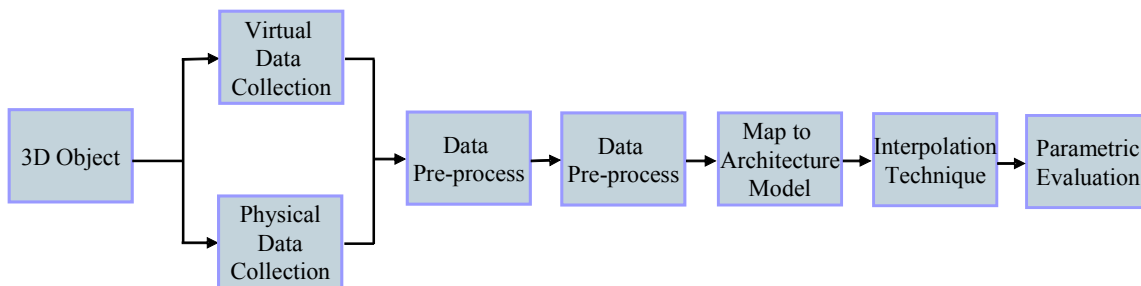 3D Object
Virtual
Data
Collection
Physical
Data
Collection
Data
Pre-process
Data
Pre-process
Map to
Architecture
Model
Interpolation
Technique
Parametric
Evaluation